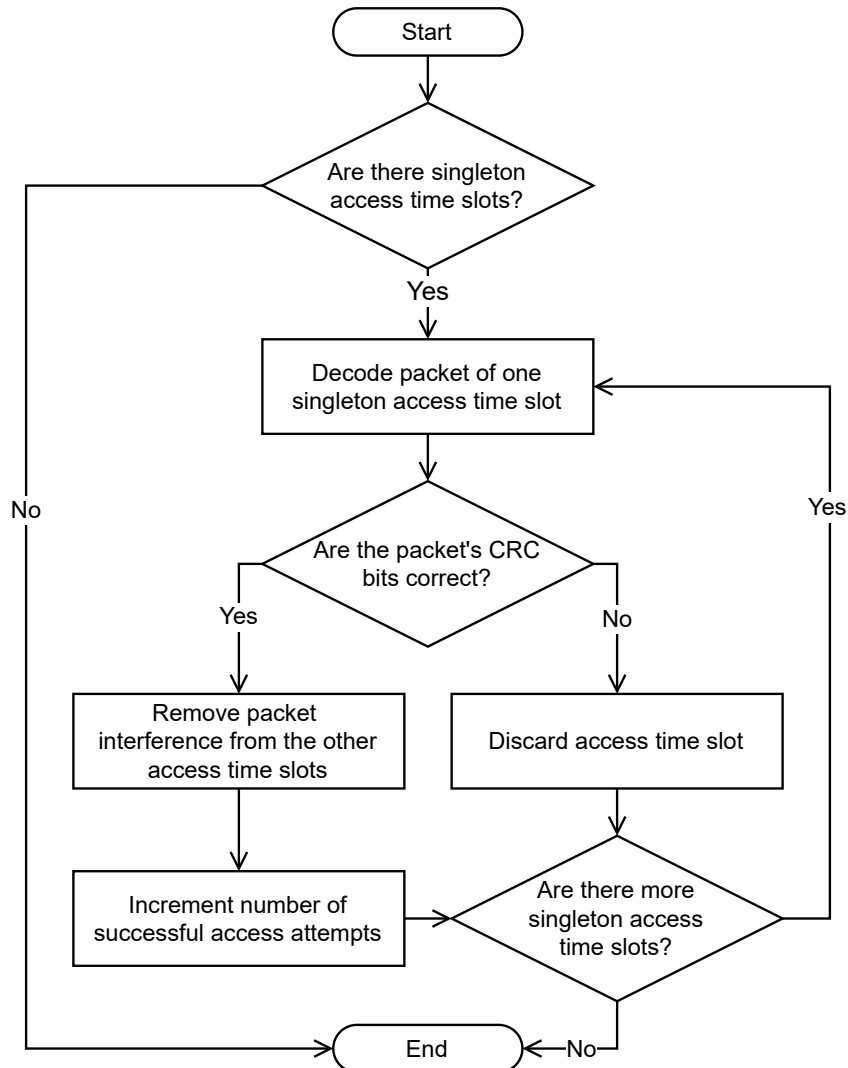 Start
Are there singleton
access time slots?
Yes
Decode packet of one
singleton access time slot
No
Yes
Are the packet's CRC
bits correct?
Yes
No
Remove packet
interference from the other
access time slots
Discard access time slot
Increment number of
successful access attempts
Are there more
singleton access
time slots?
End
No